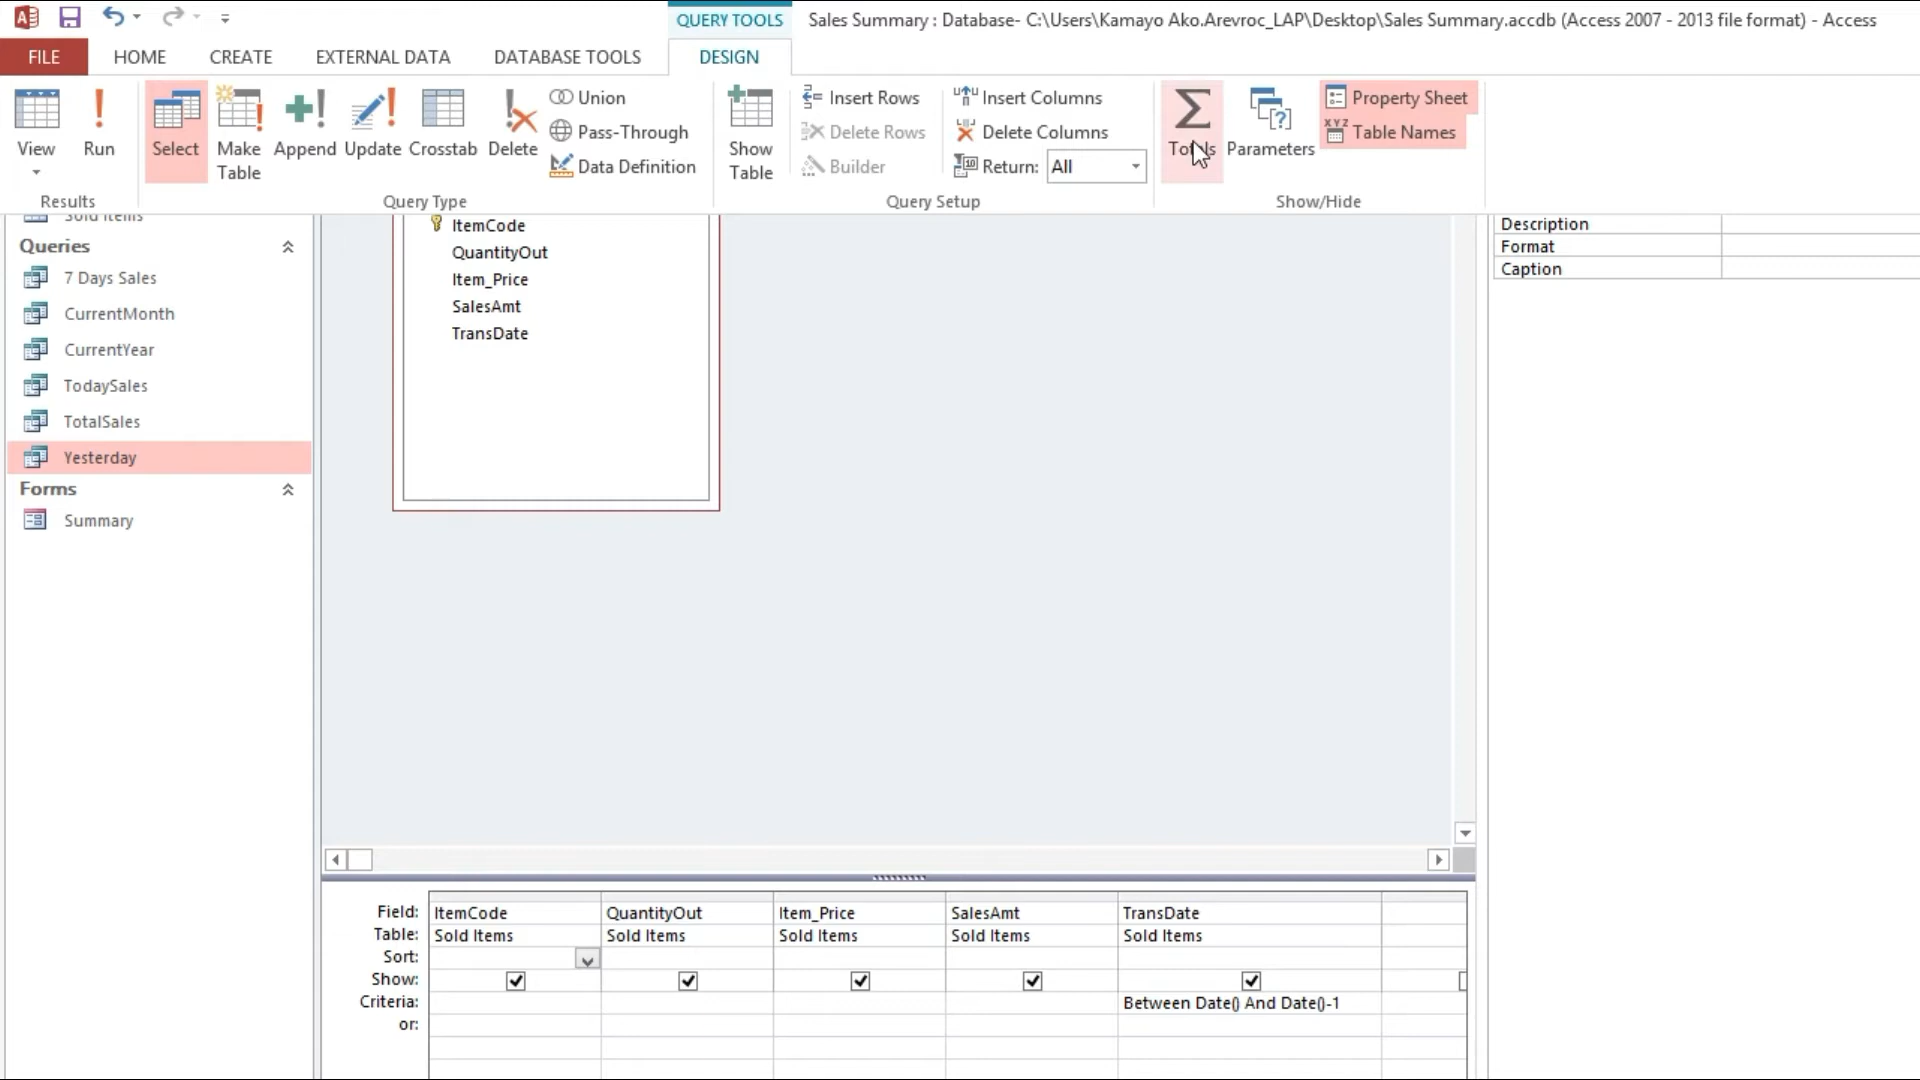 QUERY TOOLS
Sales Summary : Database- C:\Users\Kamayo Ako.Arevroc_LAP\Desktop\Sales Summary.accdb (Access 2007 - 2013 file format) - Access
FILE HOME CREATE EXTERNAL DATA DATABASE TOOLS DESIGN
View
Run
Select
Make
Table
Append
Update
Crosstab
Delete
Union
Pass-Through
Data Definition
Show
Table
Insert Rows
Delete Rows
Builder
Insert Columns
Delete Columns
Return: All
Totals
Parameters
Property Sheet
XYZ
Table Names
Results
Query Type
Query Setup
Show/Hide
Sold Items
Queries
7 Days Sales
CurrentMonth
CurrentYear
TodaySales
TotalSales
Yesterday
Forms
Summary
ItemCode
QuantityOut
Item_Price
SalesAmt
TransDate
Description
Format
Caption
Field: ItemCode QuantityOut Item_Price SalesAmt TransDate
Table: Sold Items Sold Items Sold Items Sold Items Sold Items
Sort:
Show:
Criteria: Between Date() And Date()-1
or: